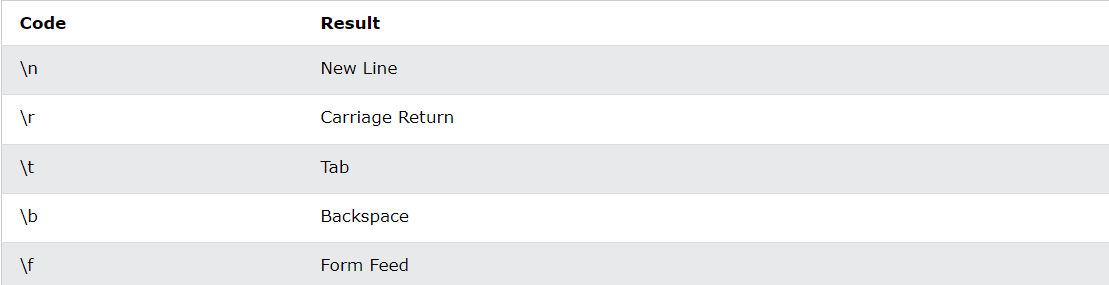 Code Result
\n New Line
\r Carriage Return
\t Tab
\b Backspace
\f Form Feed